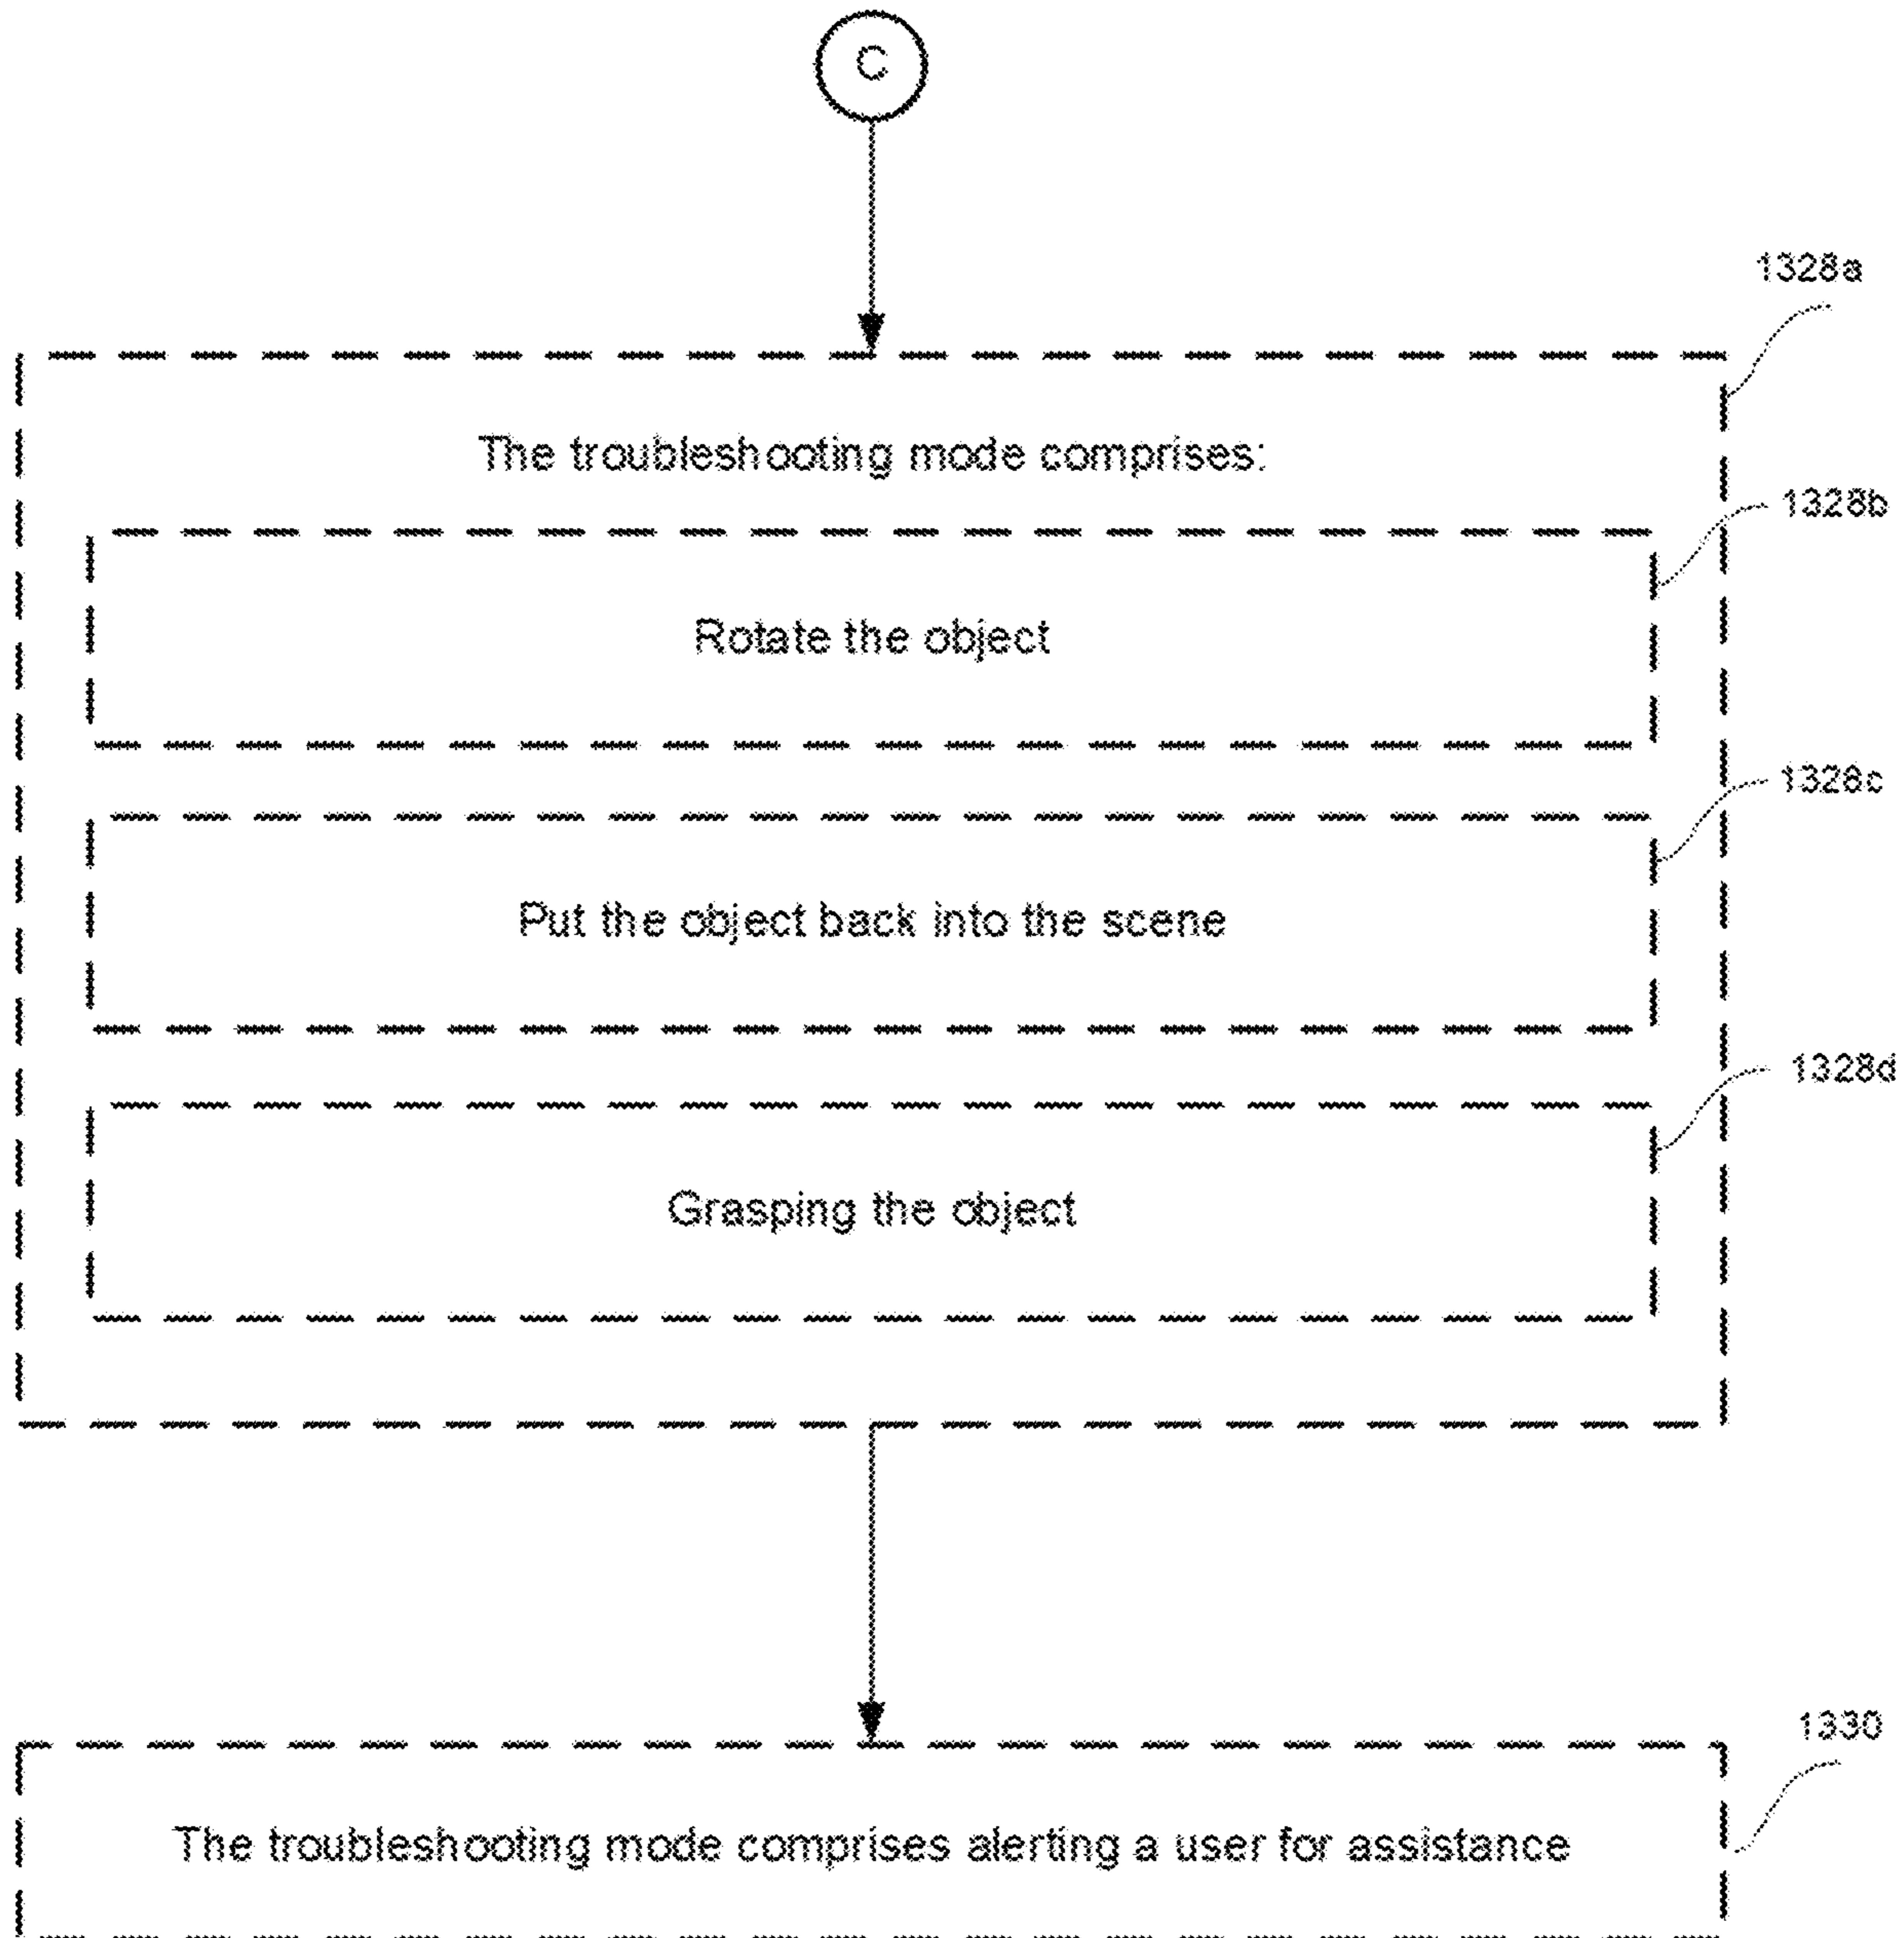 C
1328a
The troubleshooting mode comprises:
1328b
Rotate the object
1328c
Put the object back into the scene
1328d
Grasping the object
1330
The troubleshooting mode comprises alerting a user for assistance